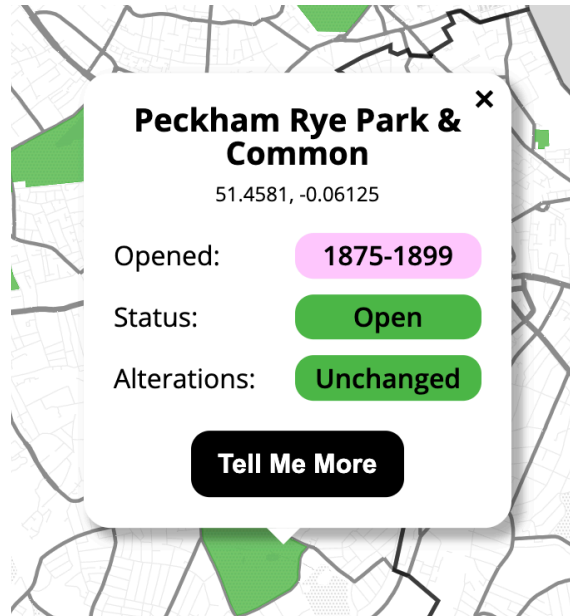 ×
Peckham Rye Park &
Common
51.4581, -0.06125
Opened: 1875-1899
Status: Open
Alterations: Unchanged
Tell Me More